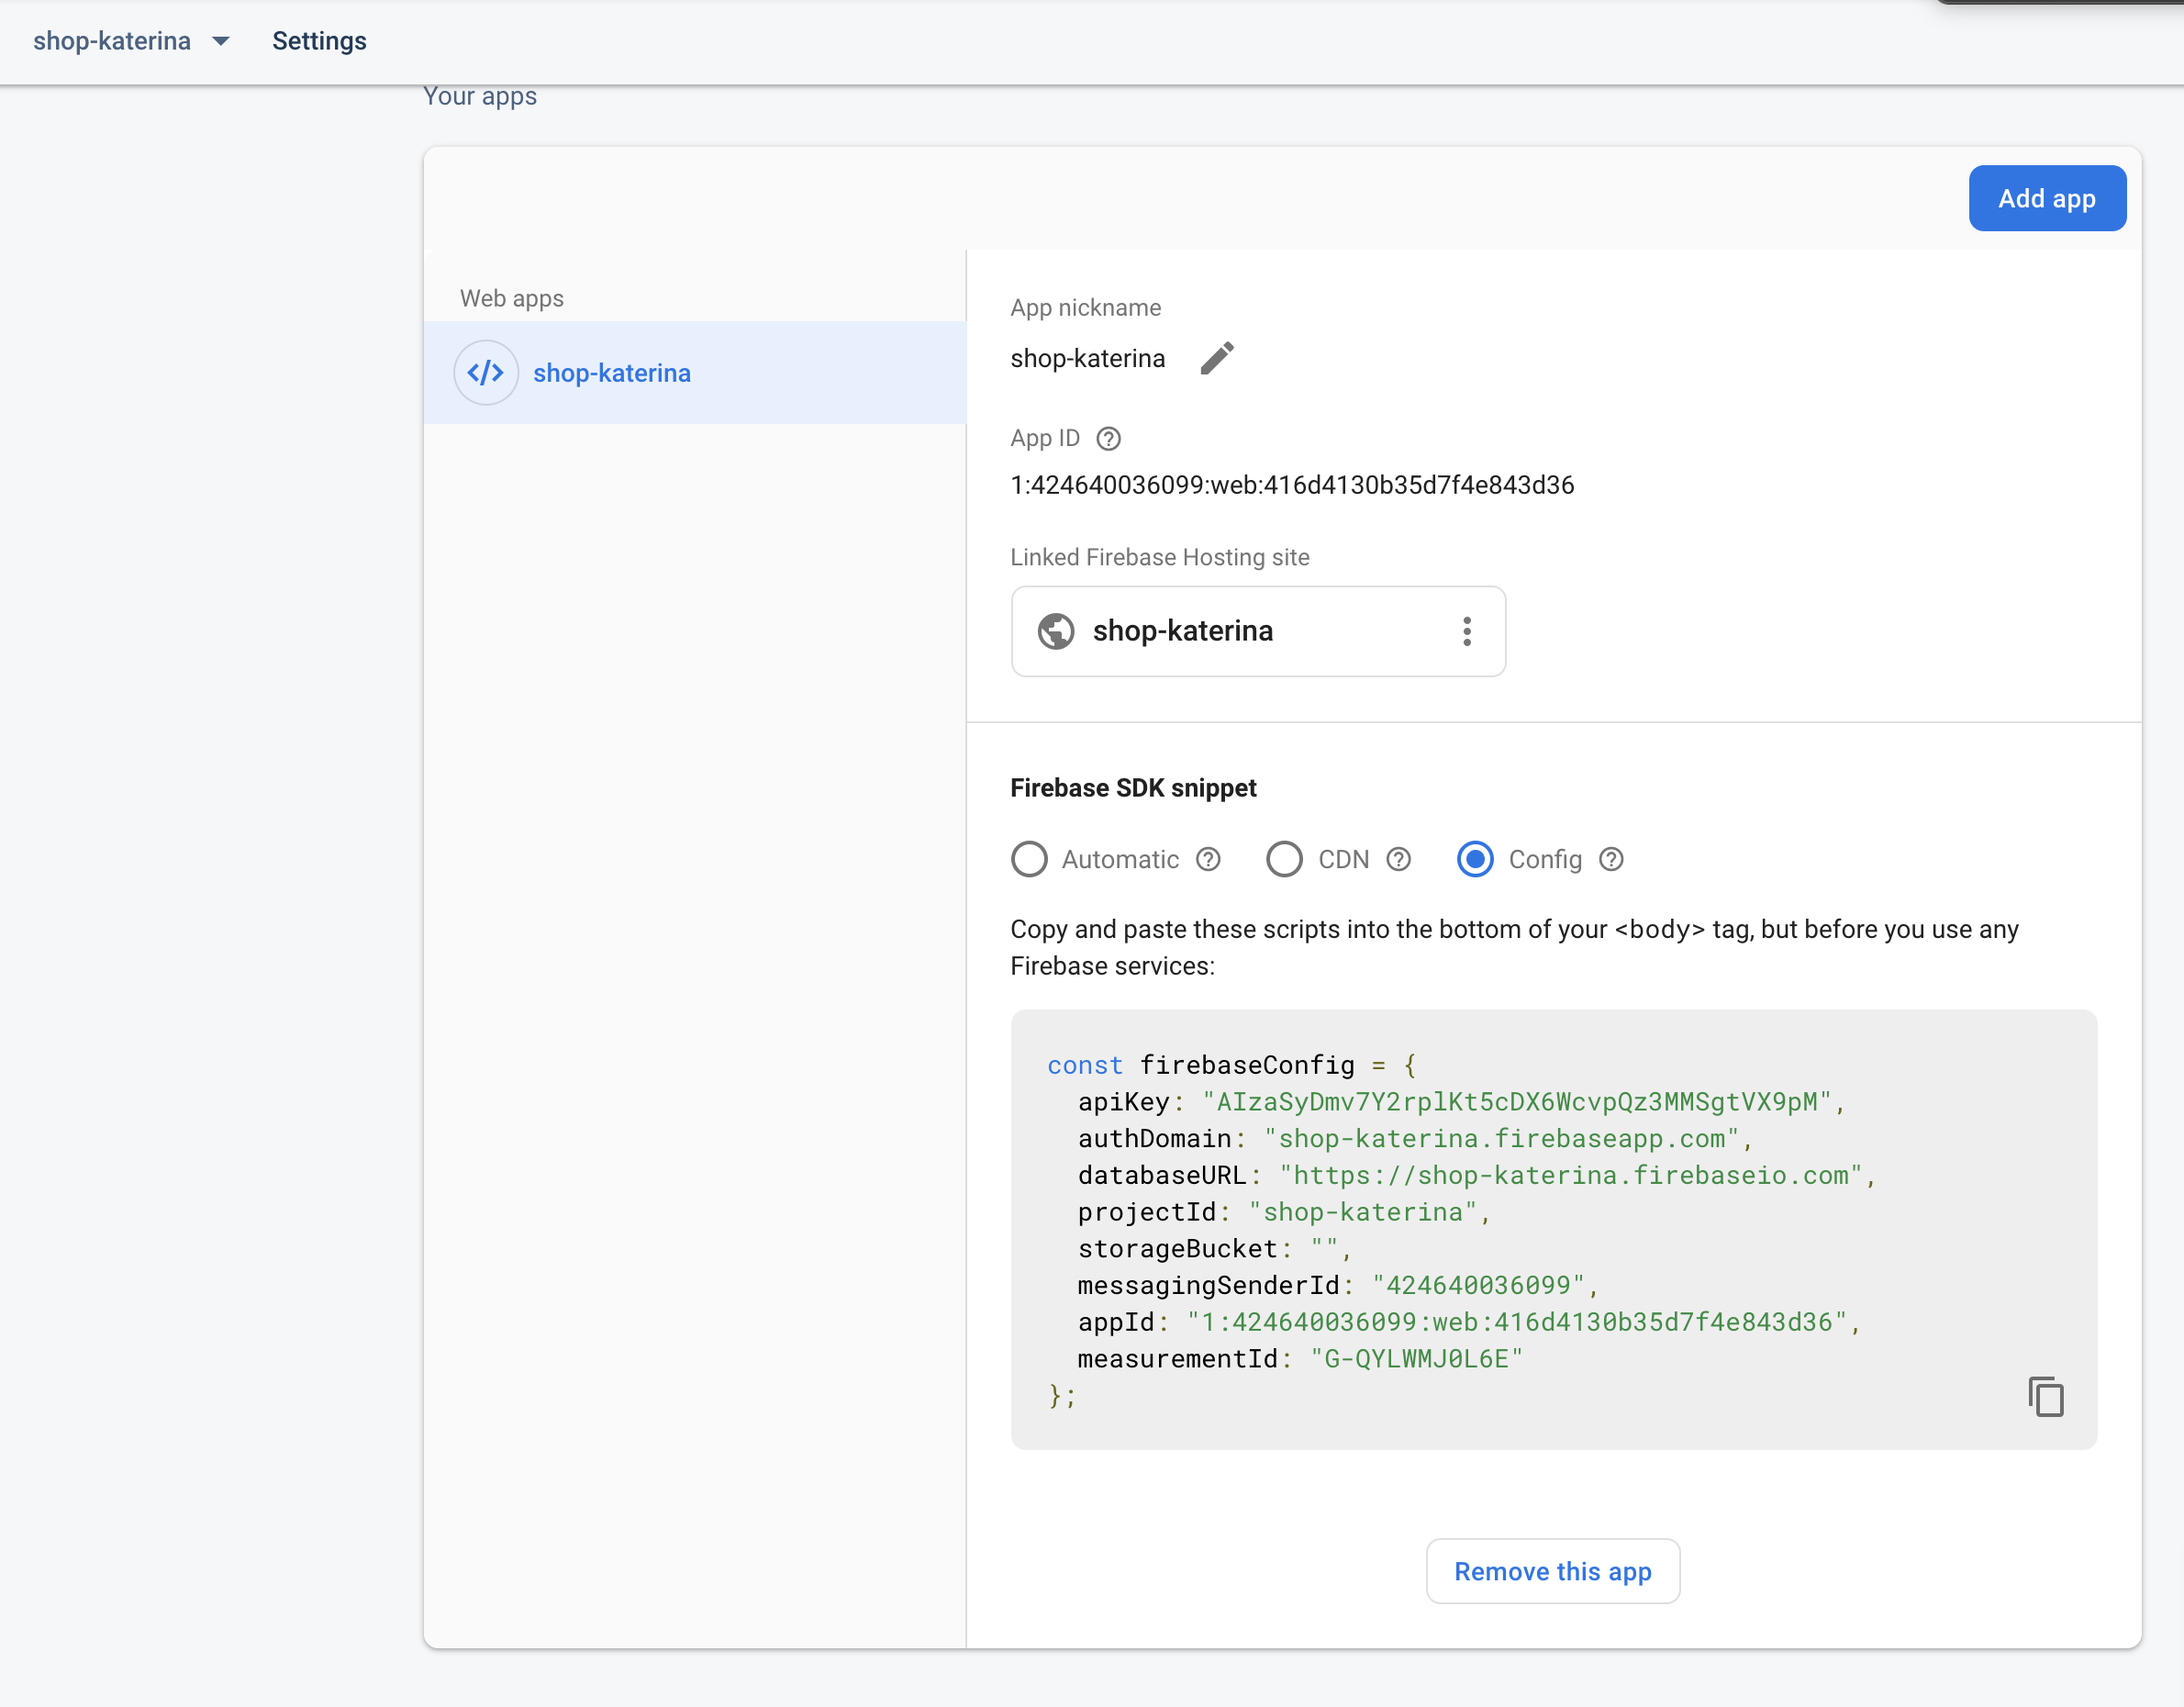 shop-katerina Settings
Your apps
Add app
Web apps
</> shop-katerina
App nickname
shop-katerina
App ID
1:424640036099:web:416d4130b35d7f4e843d36
Linked Firebase Hosting site
shop-katerina
Firebase SDK snippet
Automatic CDN Config
Copy and paste these scripts into the bottom of your <body> tag, but before you use any
Firebase services:
const firebaseConfig = {
apiKey: "AIzaSyDmv7Y2rplKt5cDX6WcvpQz3MMSgtVX9pM",
authDomain: "shop-katerina.firebaseapp.com",
databaseURL: "https://shop-katerina.firebaseio.com",
projectId: "shop-katerina",
storageBucket: "",
messagingSenderId: "424640036099",
appId: "1:424640036099:web:416d4130b35d7f4e843d36",
measurementId: "G-QYLWMJ0L6E"
};
Remove this app